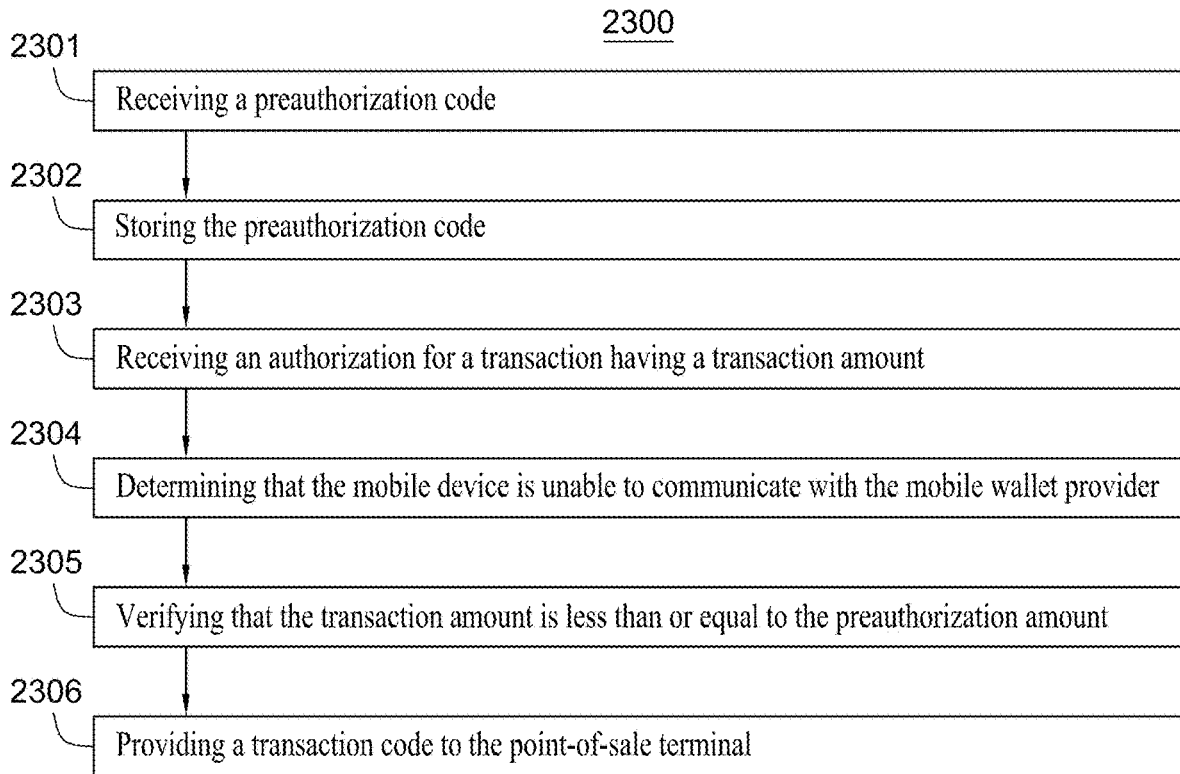 2300
2301
Receiving a preauthorization code
2302
Storing the preauthorization code
2303
Receiving an authorization for a transaction having a transaction amount
2304
Determining that the mobile device is unable to communicate with the mobile wallet provider
2305
Verifying that the transaction amount is less than or equal to the preauthorization amount
2306
Providing a transaction code to the point-of-sale terminal